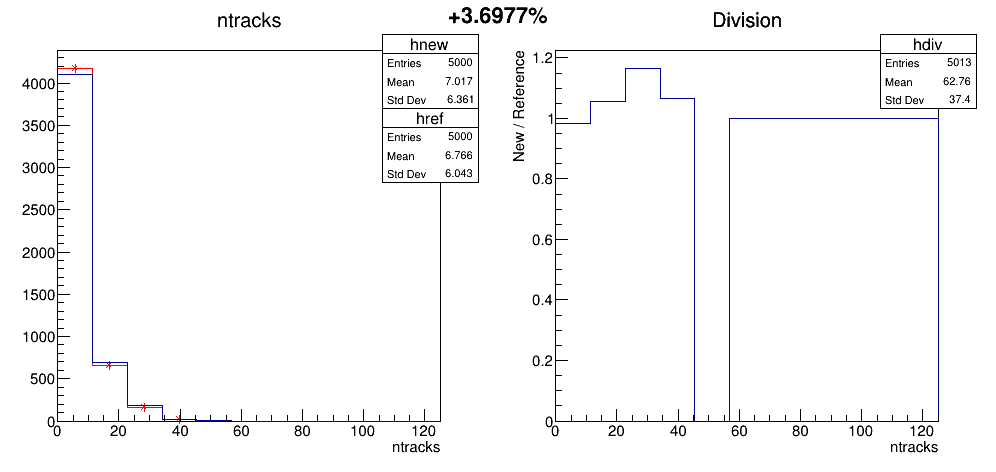 +3.6977%
ntracks
hnew
Entries 5000
Mean 7.017
Std Dev 6.361
href
Entries 5000
Mean 6.766
Std Dev 6.043
4000
3500
3000
2500
2000
1500
1000
500
0
0 20 40 60 80 100 120
ntracks
Division
hdiv
Entries 5013
Mean 62.76
Std Dev 37.4
New / Reference
1.2
1
0.8
0.6
0.4
0.2
0
0 20 40 60 80 100 120
ntracks